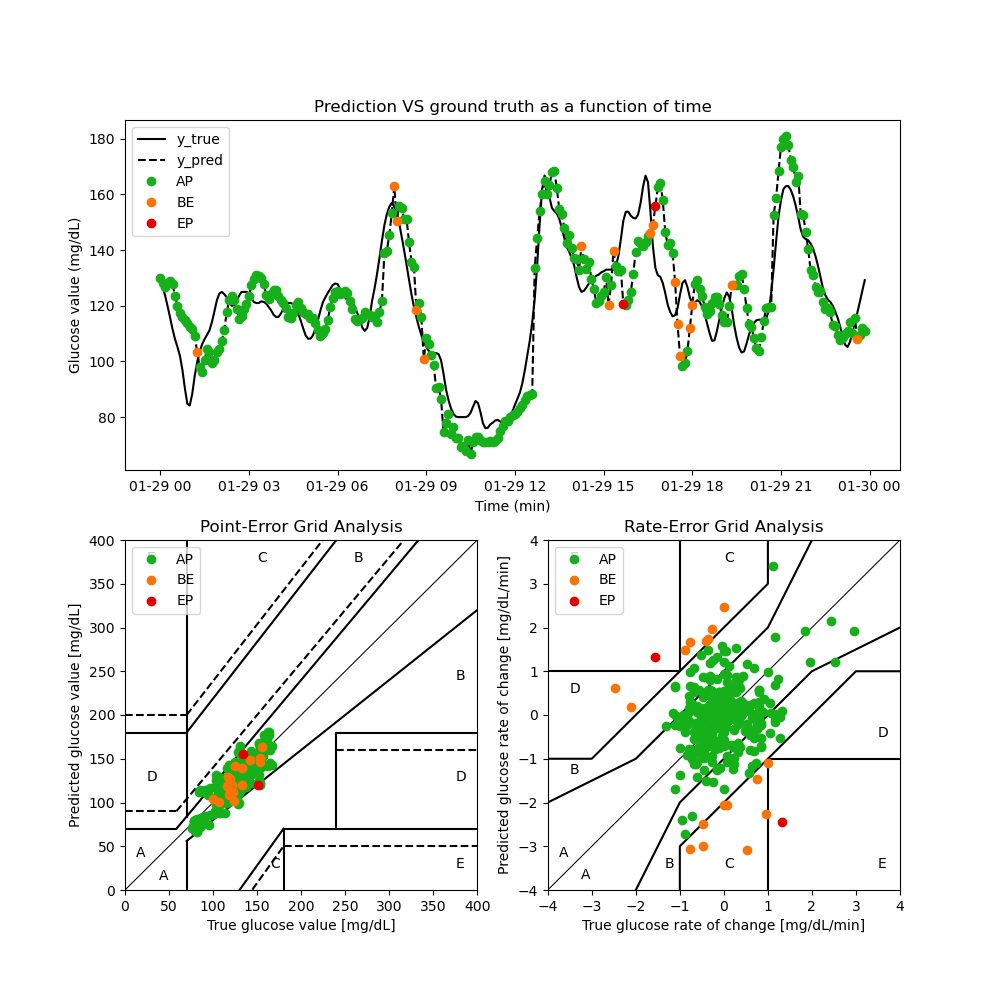 Prediction VS ground truth as a function of time
Glucose value (mg/dL)
180
160
140
120
100
80
y_true
y_pred
AP
BE
EP
01-29 00 01-29 03 01-29 06 01-29 09 01-29 12 01-29 15 01-29 18 01-29 21 01-30 00
Time (min)
Point-Error Grid Analysis
Predicted glucose value [mg/dL]
400
350
300
250
200
150
100
50
0
AP
BE
EP
C
B
B
D
D
A
A
C
E
0 50 100 150 200 250 300 350 400
True glucose value [mg/dL]
Rate-Error Grid Analysis
Predicted glucose rate of change [mg/dL/min]
4
3
2
1
0
−1
−2
−3
−4
AP
BE
EP
C
D
D
B
A
A
B
C
E
−4 −3 −2 −1 0 1 2 3 4
True glucose rate of change [mg/dL/min]